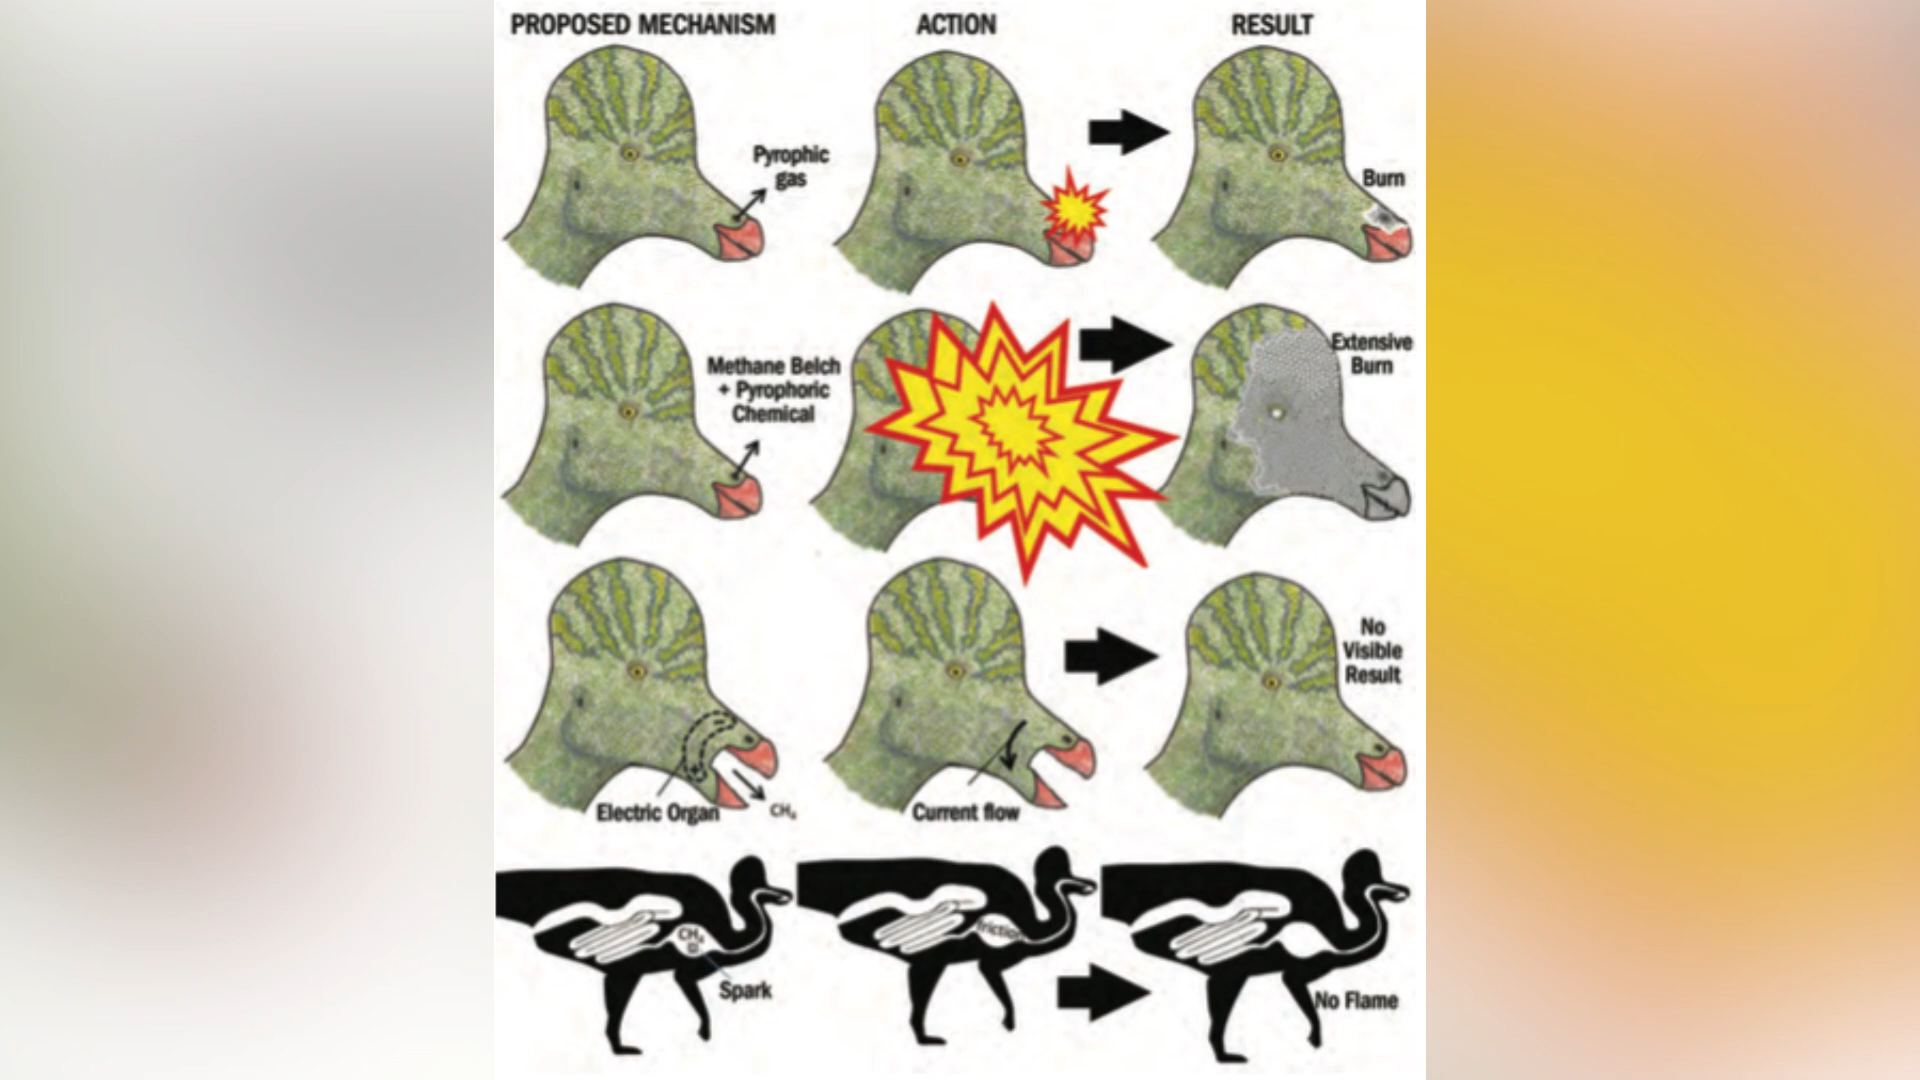 PROPOSED MECHANISM
ACTION
RESULT
Pyrophic
gas
Burn
Methane Belch
+ Pyrophoric
Chemical
Extensive
Burn
Electric Organ
CH₄
Current flow
No
Visible
Result
CH₄
Spark
friction
No Flame